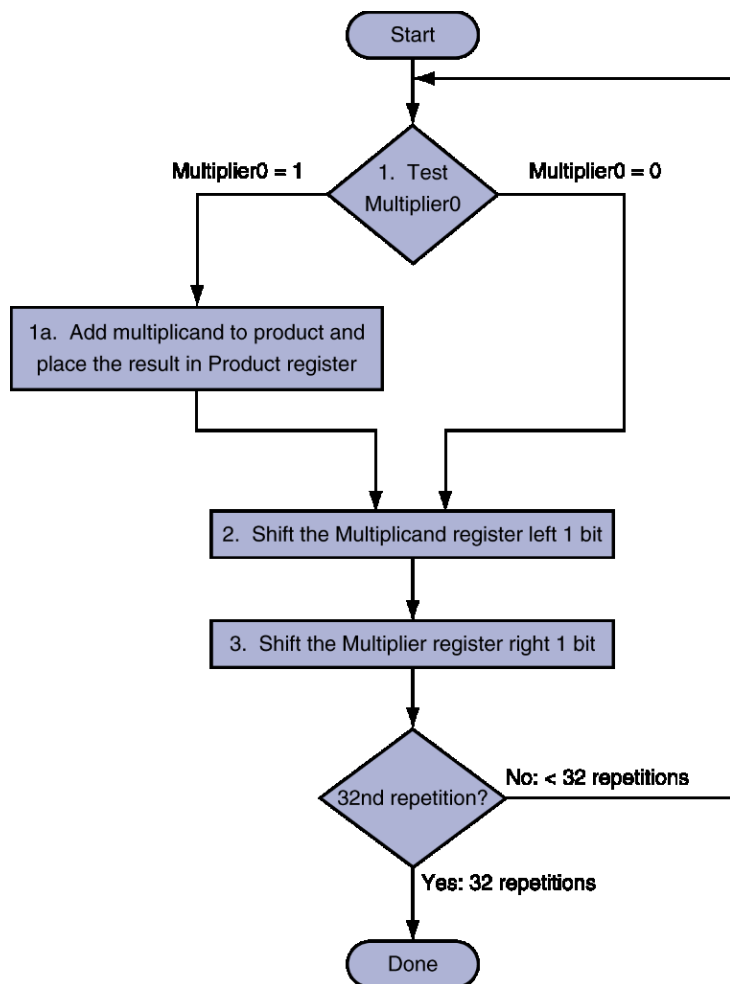 Start
Multiplier0 = 1
1. Test
Multiplier0
Multiplier0 = 0
1a. Add multiplicand to product and
place the result in Product register
2. Shift the Multiplicand register left 1 bit
3. Shift the Multiplier register right 1 bit
32nd repetition?
No: < 32 repetitions
Yes: 32 repetitions
Done